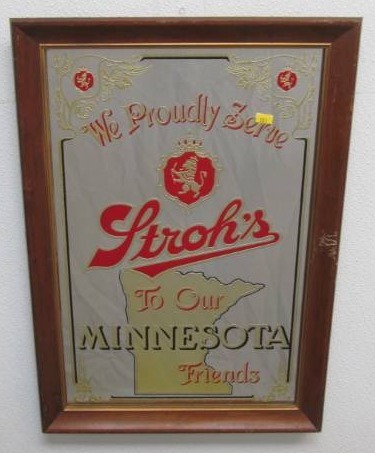 We Proudly Serve
Stroh's
To Our
MINNESOTA
Friends